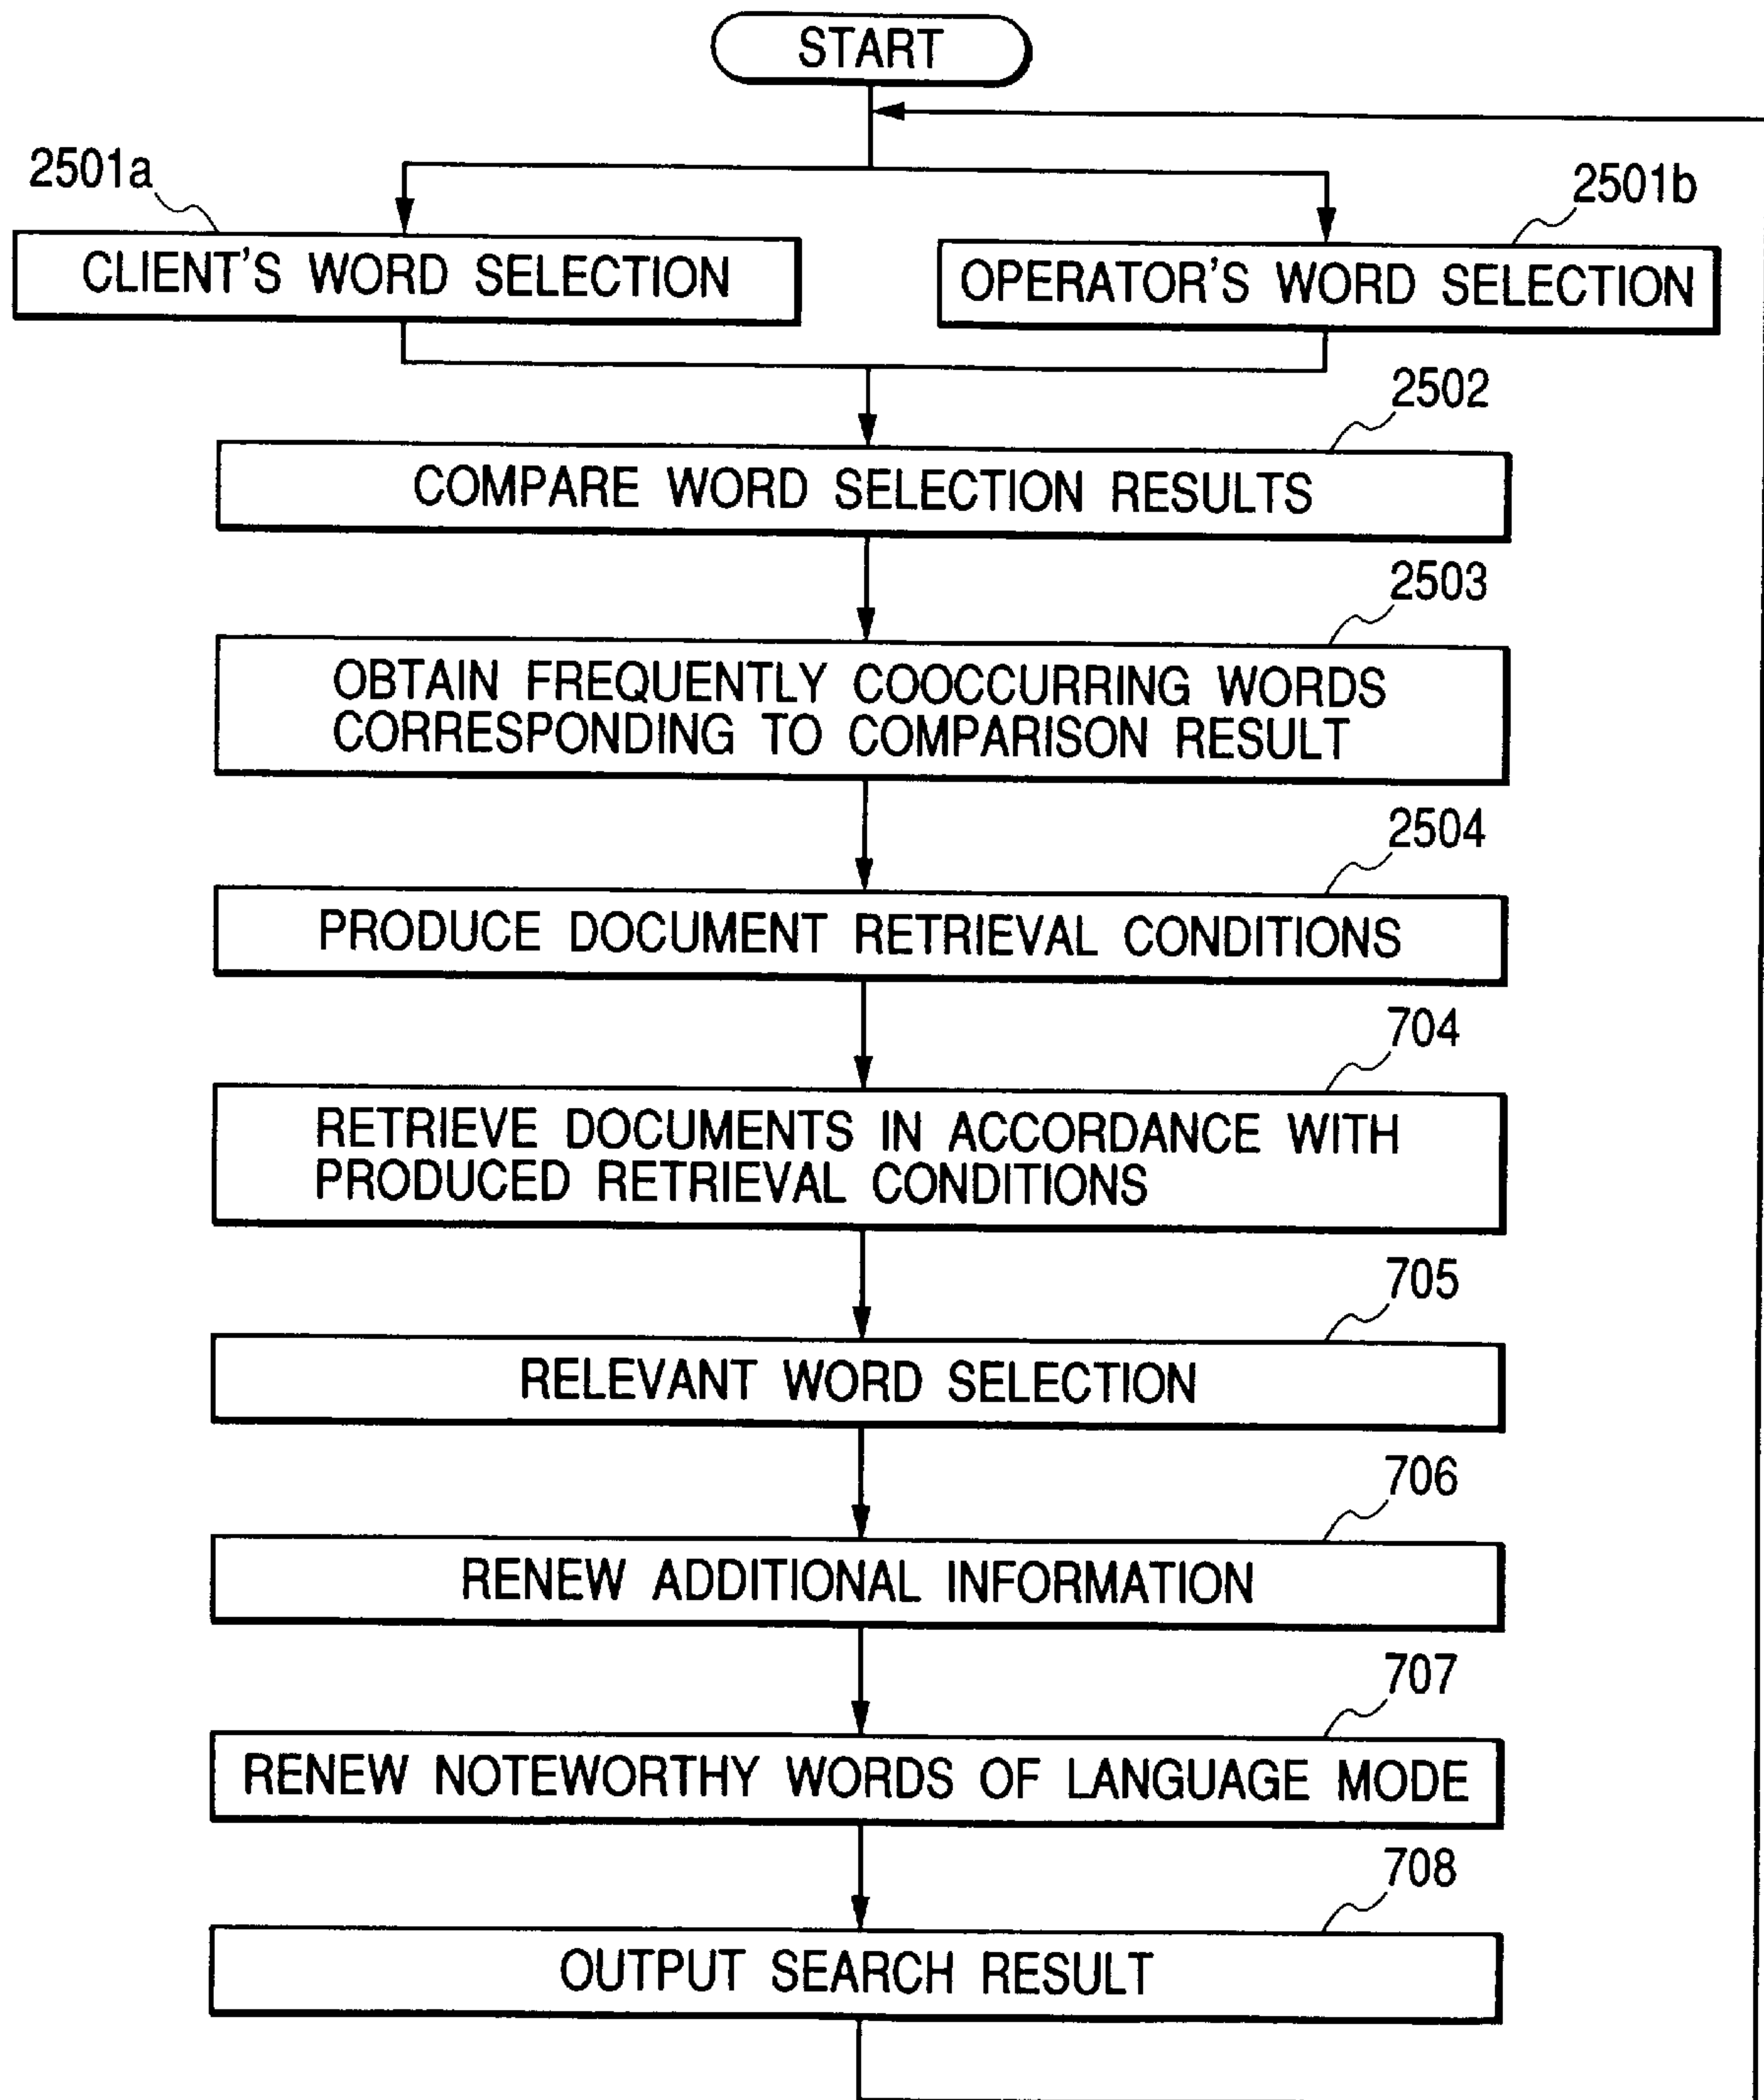 START
2501a
2501b
CLIENT'S WORD SELECTION
OPERATOR'S WORD SELECTION
2502
COMPARE WORD SELECTION RESULTS
2503
OBTAIN FREQUENTLY COOCCURRING WORDS
CORRESPONDING TO COMPARISON RESULT
2504
PRODUCE DOCUMENT RETRIEVAL CONDITIONS
704
RETRIEVE DOCUMENTS IN ACCORDANCE WITH
PRODUCED RETRIEVAL CONDITIONS
705
RELEVANT WORD SELECTION
706
RENEW ADDITIONAL INFORMATION
707
RENEW NOTEWORTHY WORDS OF LANGUAGE MODE
708
OUTPUT SEARCH RESULT